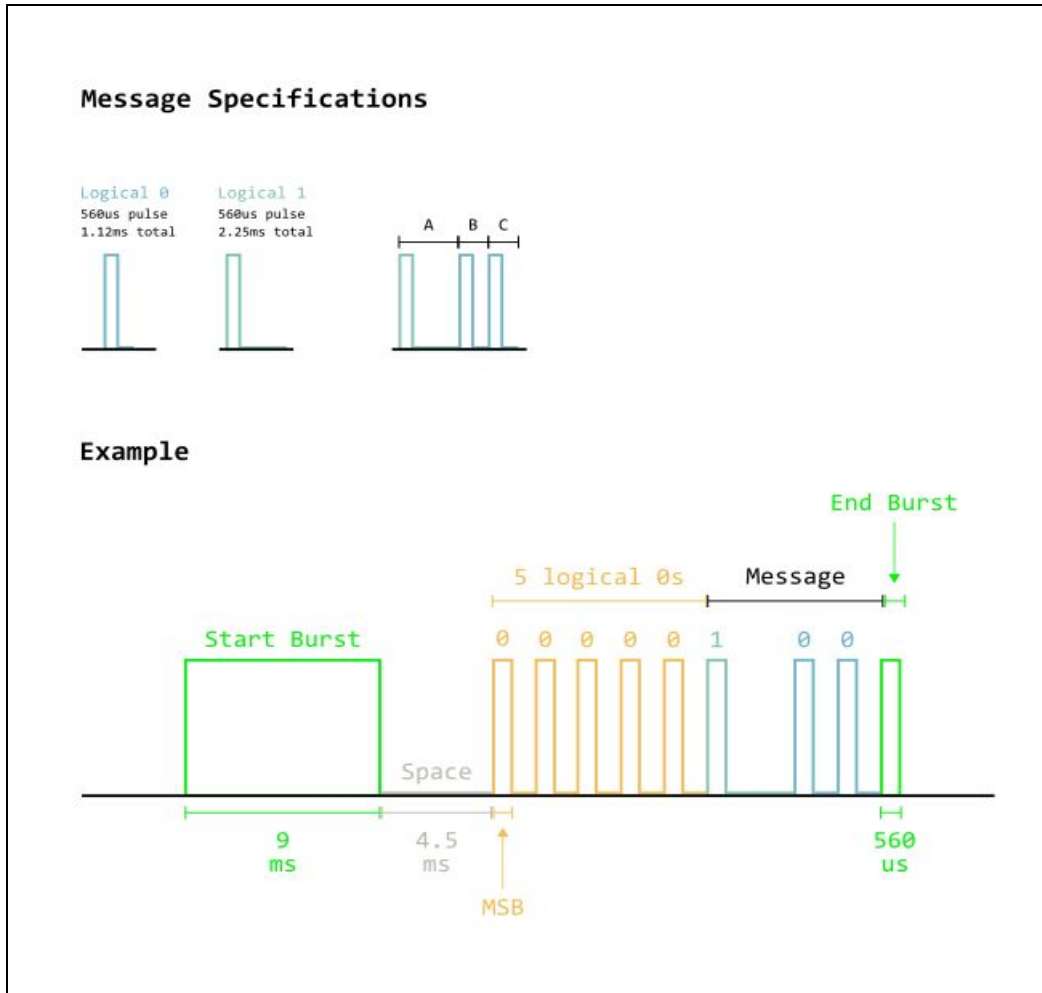 Message Specifications
Logical 0
560us pulse
1.12ms total
Logical 1
560us pulse
2.25ms total
A B C
Example
End Burst
5 logical 0s
Message
Start Burst
0 0 0 0 0 1 0 0
Space
9
ms
4.5
ms
560
us
MSB